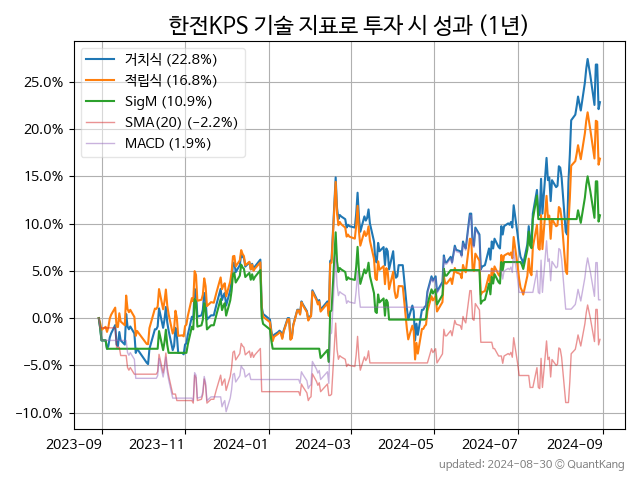 한전KPS 기술 지표로 투자 시 성과 (1년)
거치식 (22.8%)
적립식 (16.8%)
SigM (10.9%)
SMA(20) (−2.2%)
MACD (1.9%)
25.0%
20.0%
15.0%
10.0%
5.0%
0.0%
−5.0%
−10.0%
2023-09 2023-11 2024-01 2024-03 2024-05 2024-07 2024-09
updated: 2024-08-30 © QuantKang